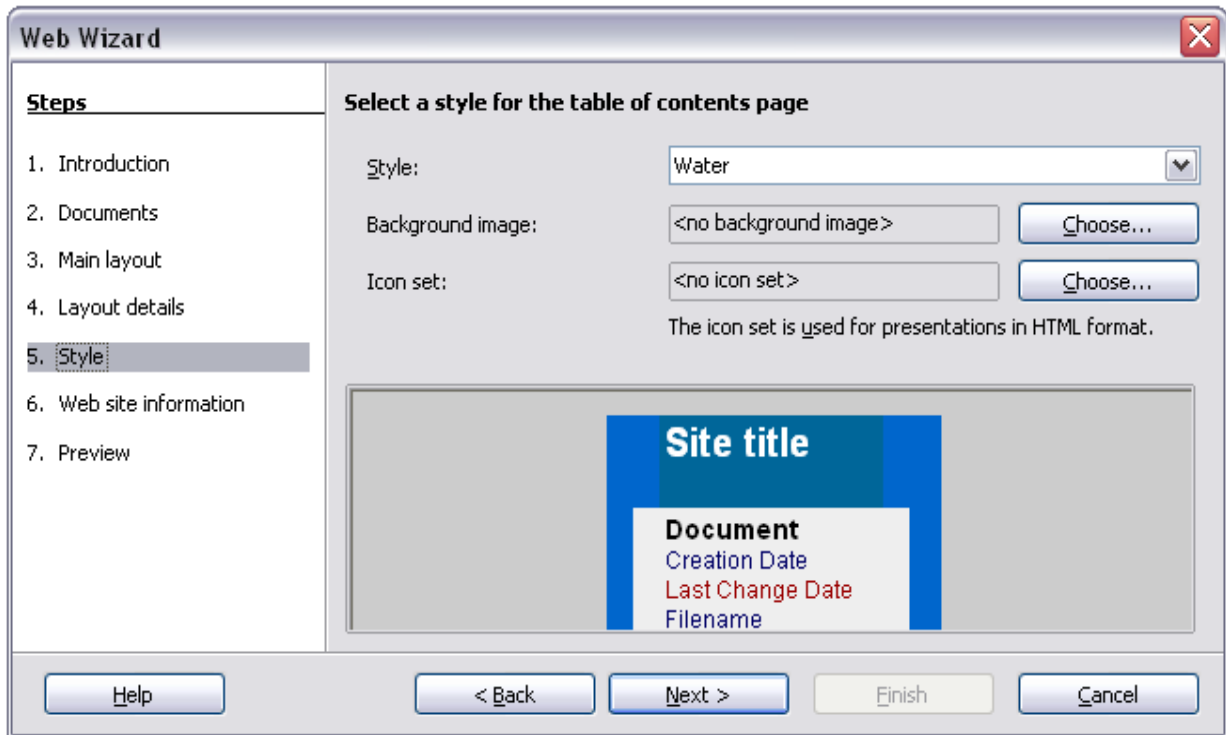 Web Wizard
Steps
1. Introduction
2. Documents
3. Main layout
4. Layout details
5. Style
6. Web site information
7. Preview
Select a style for the table of contents page
Style: Water
Background image: <no background image> Choose...
Icon set: <no icon set> Choose...
The icon set is used for presentations in HTML format.
Site title
Document
Creation Date
Last Change Date
Filename
Help < Back Next > Finish Cancel